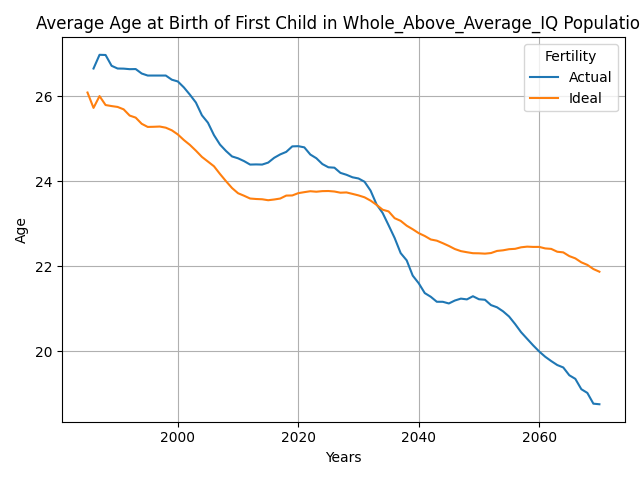 Average Age at Birth of First Child in Whole_Above_Average_IQ Populatio
Fertility
Actual
Ideal
26
24
22
20
Age
2000 2020 2040 2060
Years